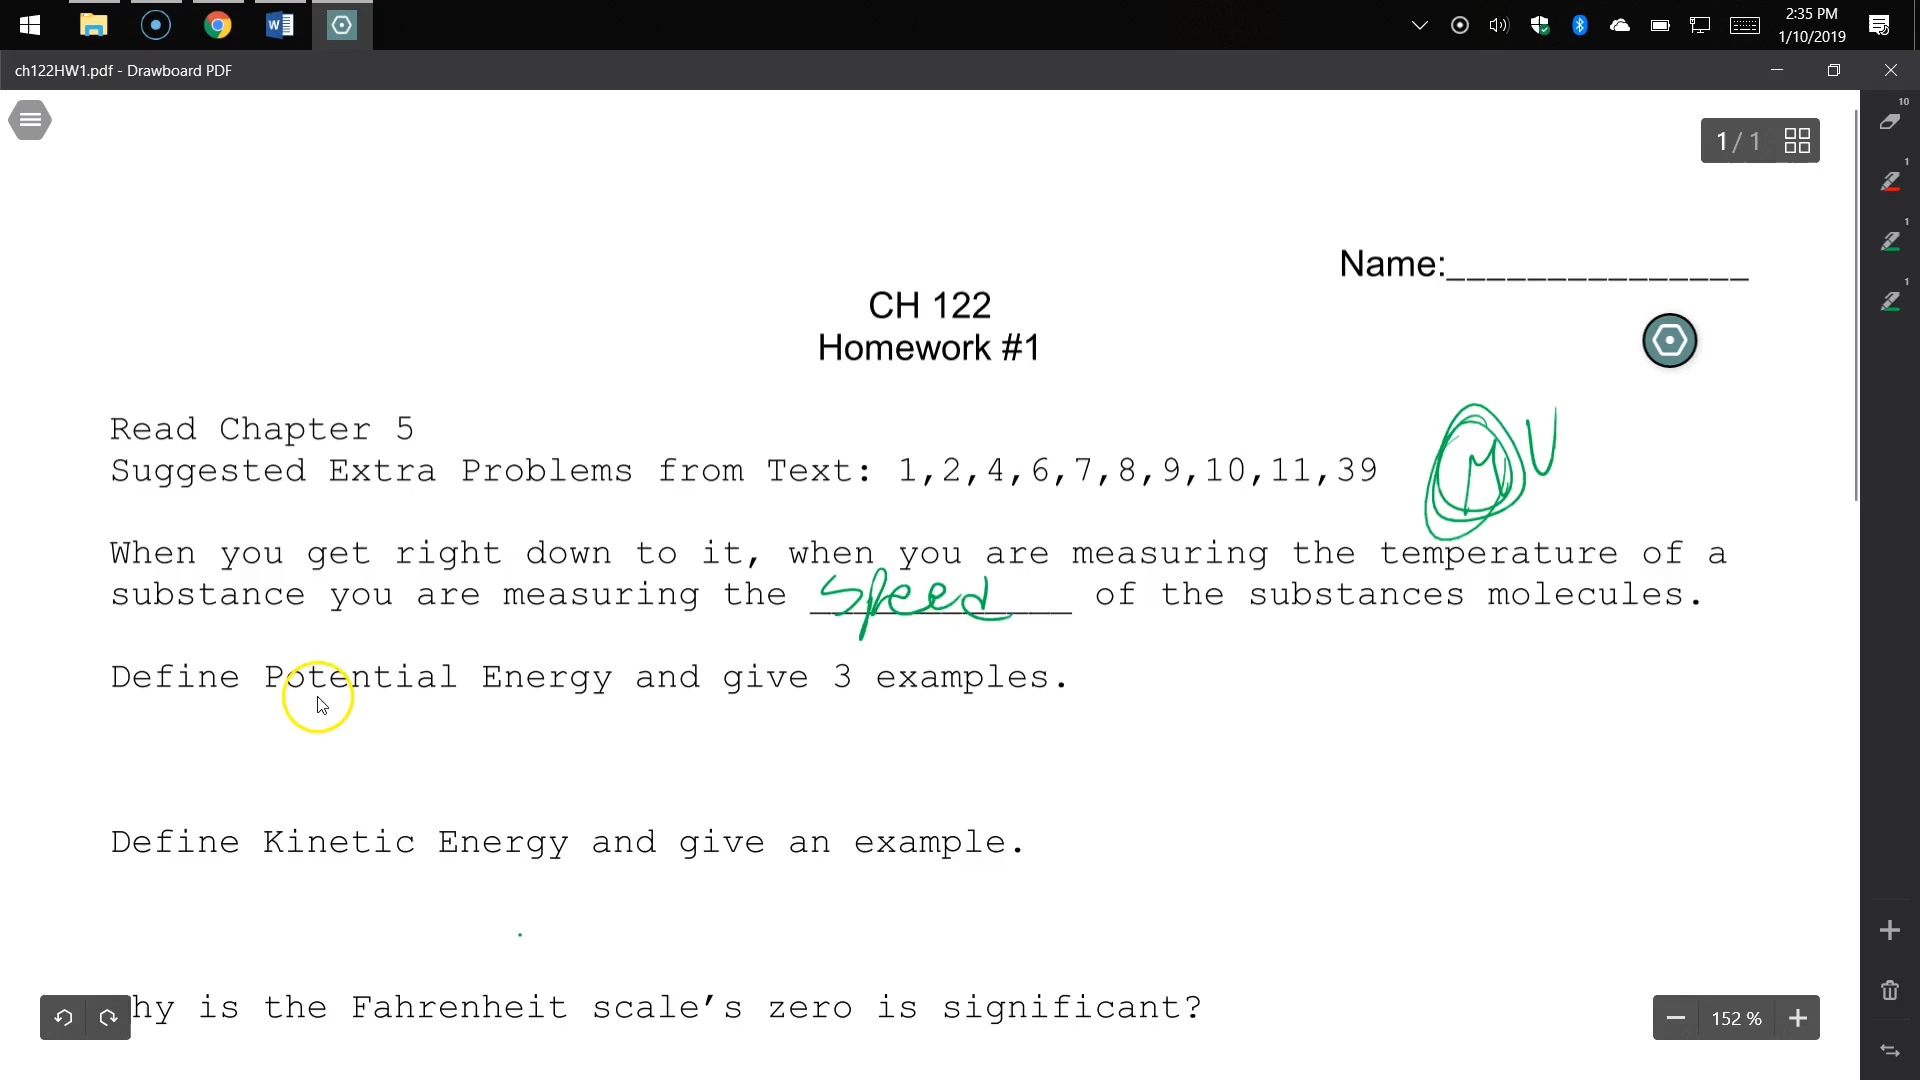 2:35 PM
1/10/2019
ch122HW1.pdf - Drawboard PDF
10
1 / 1
1
1
1
Name:_______________
CH 122
Homework #1
Read Chapter 5
Suggested Extra Problems from Text: 1,2,4,6,7,8,9,10,11,39
M V
When you get right down to it, when you are measuring the temperature of a
substance you are measuring the speed of the substances molecules.
Define Potential Energy and give 3 examples.
Define Kinetic Energy and give an example.
hy is the Fahrenheit scale’s zero is significant?
152 %